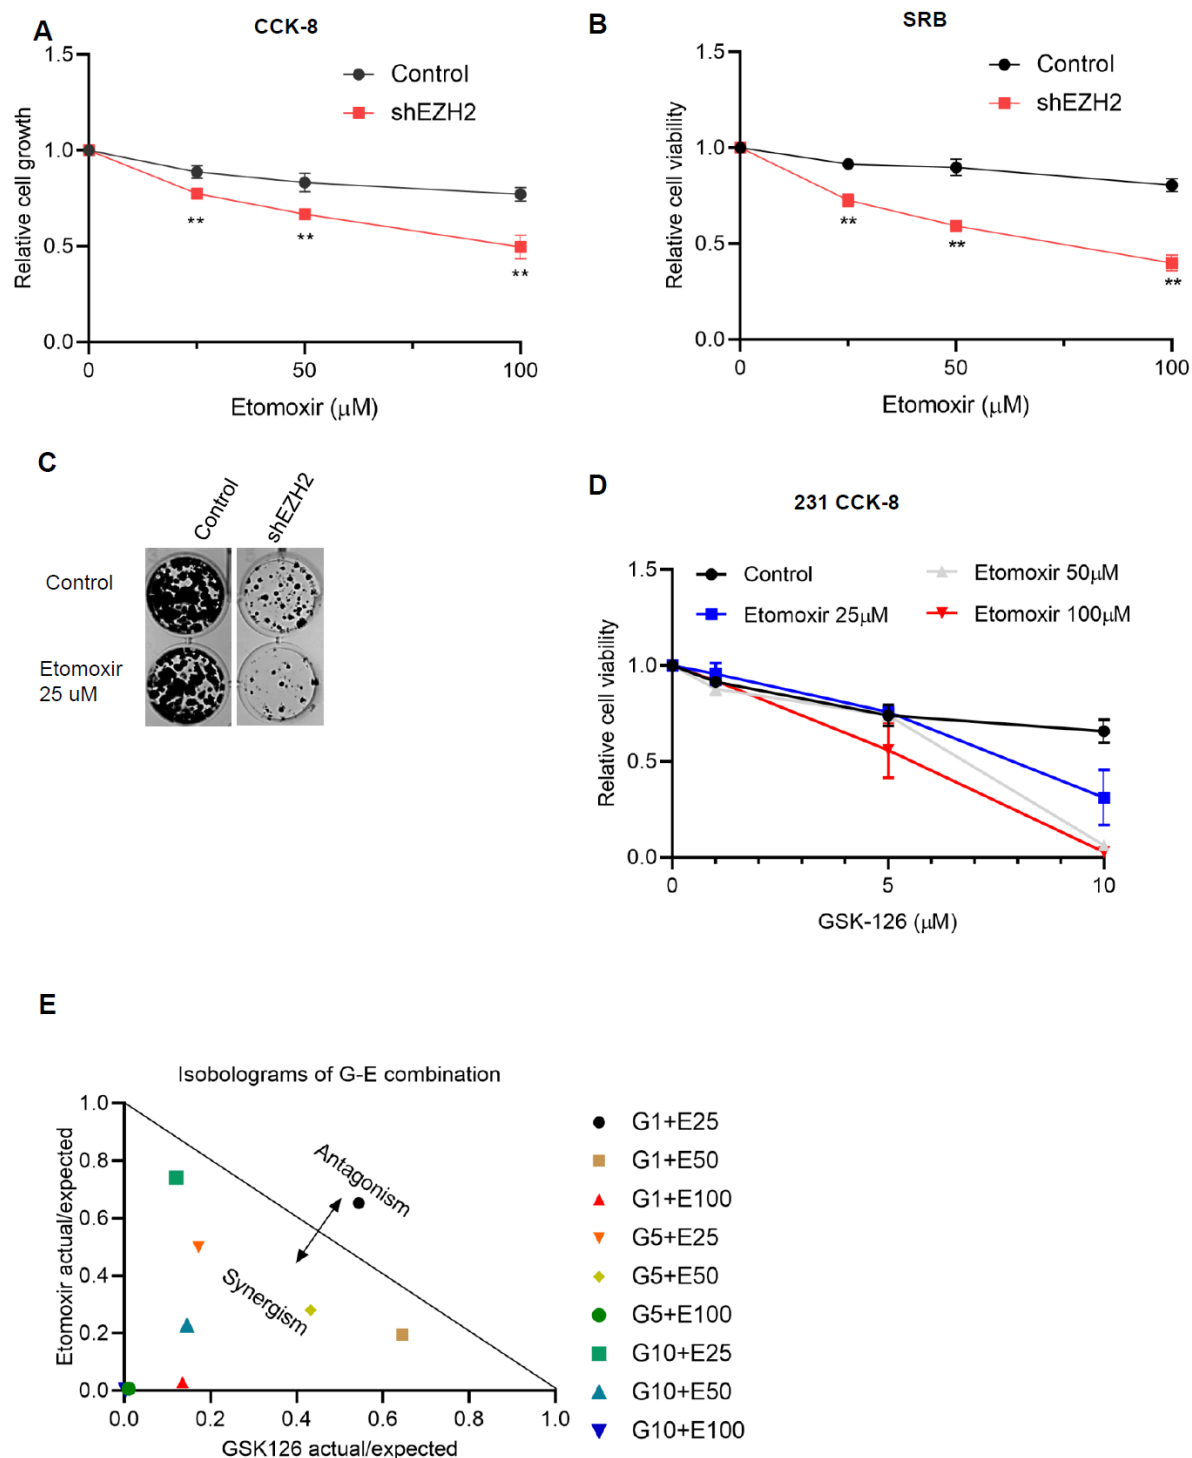 A
CCK-8
Control
shEZH2
Relative cell growth
1.5
1.0
0.5
0.0
0
50
100
**
**
**
Etomoxir (μM)
B
SRB
Control
shEZH2
Relative cell viability
1.5
1.0
0.5
0.0
0
50
100
**
**
**
Etomoxir (μM)
C
Control
shEZH2
Control
Etomoxir
25 uM
D
231 CCK-8
Control
Etomoxir 25μM
Etomoxir 50μM
Etomoxir 100μM
Relative cell viability
1.5
1.0
0.5
0.0
0
5
10
GSK-126 (μM)
E
Isobolograms of G-E combination
Etomoxir actual/expected
1.0
0.8
0.6
0.4
0.2
0.0
Antagonism
Synergism
0.0
0.2
0.4
0.6
0.8
1.0
GSK126 actual/expected
G1+E25
G1+E50
G1+E100
G5+E25
G5+E50
G5+E100
G10+E25
G10+E50
G10+E100